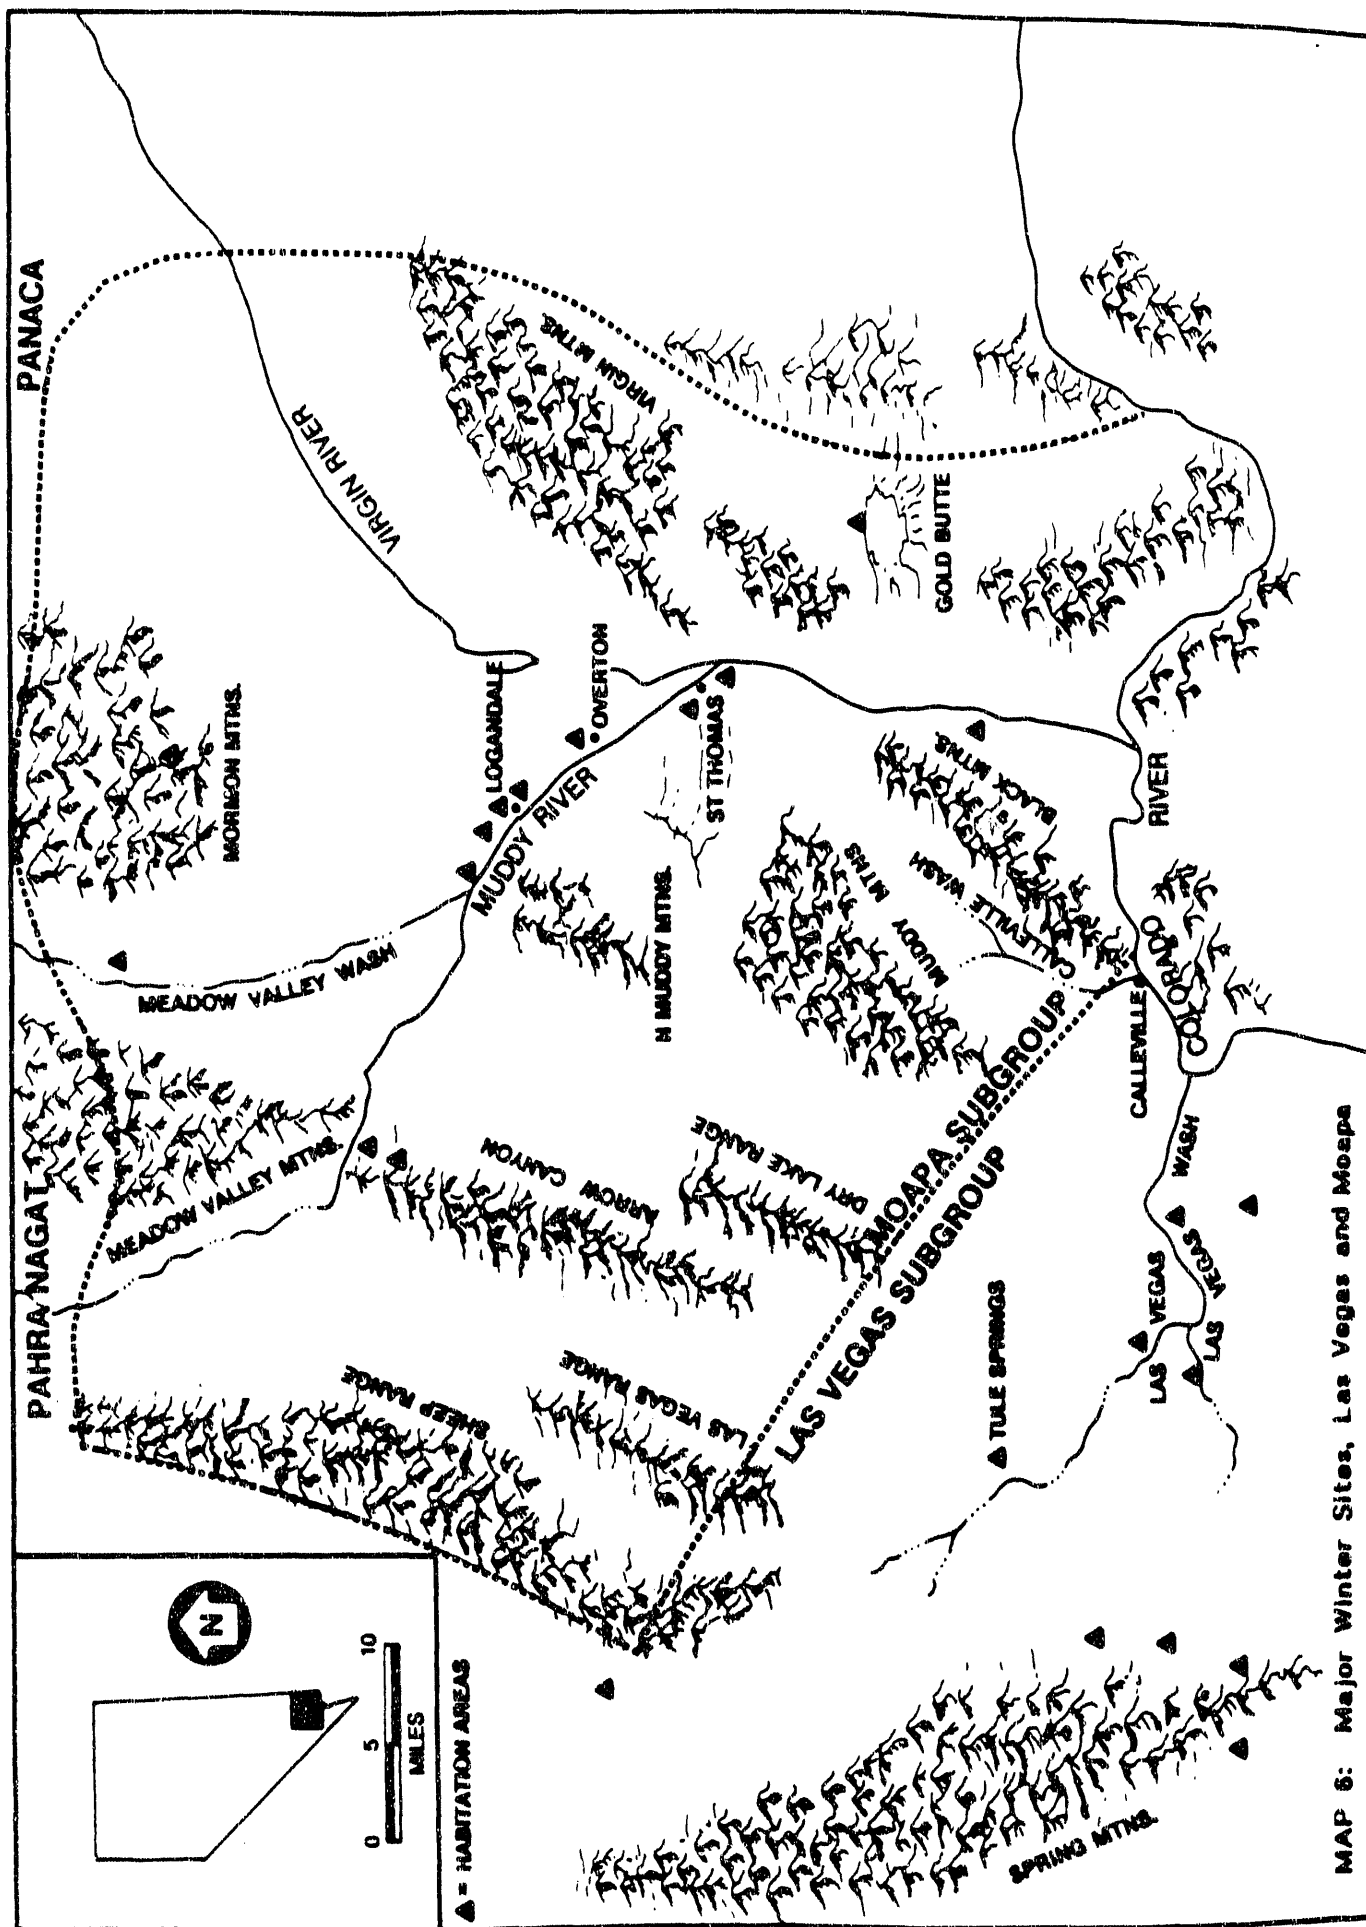 PAHRANAGAT
PANACA
MORMON MTNS.
MEADOW VALLEY MTNS.
MEADOW VALLEY WASH
VIRGIN RIVER
VIRGIN MTNS.
SHEEP RANGE
ARROW CANYON
MUDDY RIVER
LOGANDALE
OVERTON
LAS VEGAS RANGE
DRY LAKE RANGE
N MUDDY MTNS.
ST THOMAS
MUDDY MTNS
GOLD BUTTE
BLACK MTNS.
CALLEVILLE WASH
MOAPA SUBGROUP
LAS VEGAS SUBGROUP
TULE SPRINGS
CALLEVILLE
COLORADO RIVER
LAS VEGAS
LAS VEGAS WASH
SPRING MTNS.
N
0 5 10
MILES
= HABITATION AREAS
MAP 6: Major Winter Sites, Las Vegas and Moapa